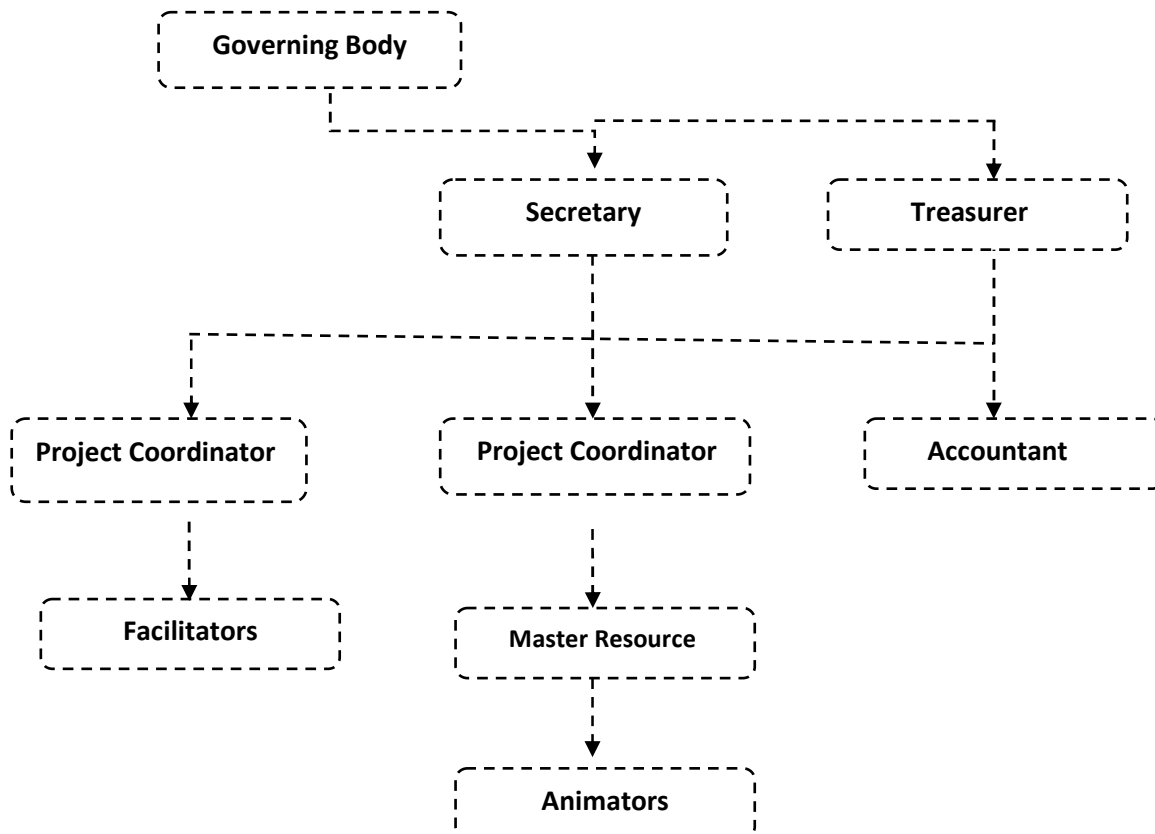 Governing Body
Secretary
Treasurer
Project Coordinator
Project Coordinator
Accountant
Facilitators
Master Resource
Animators